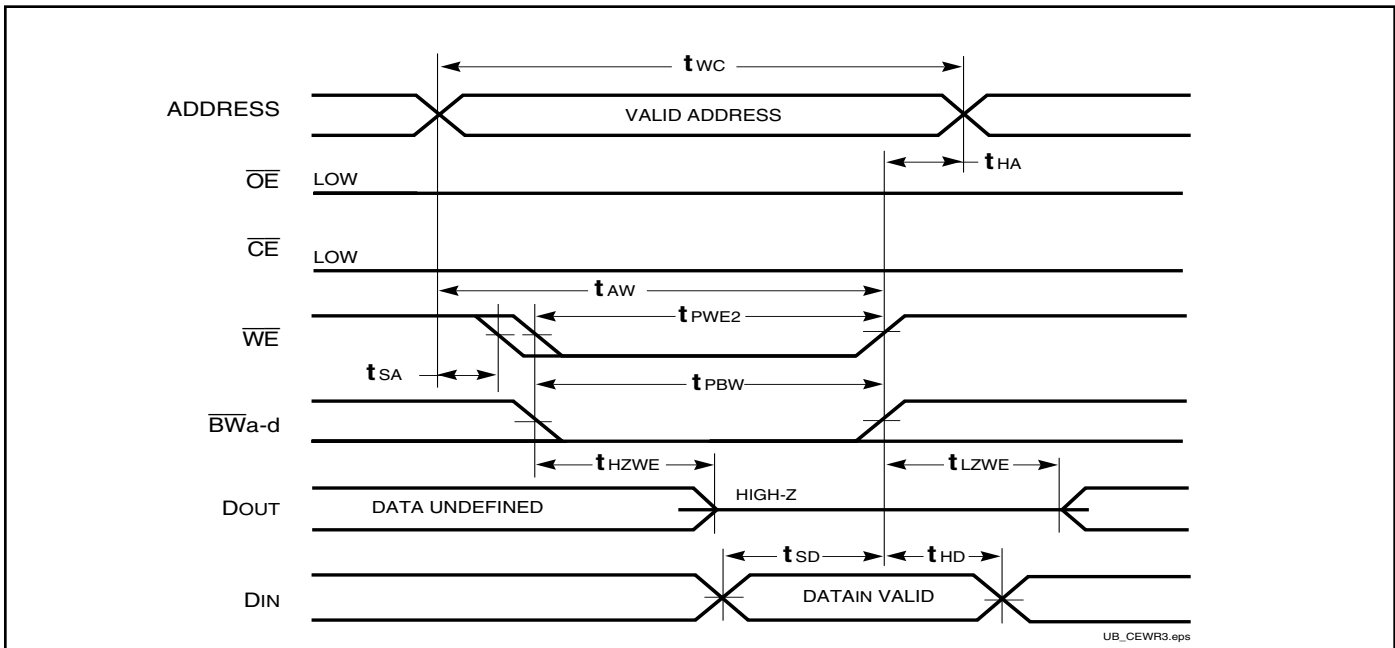 tWC
ADDRESS
VALID ADDRESS
tHA
OE
LOW
CE
LOW
tAW
tPWE2
WE
tSA
tPBW
BWa-d
tHZWE
tLZWE
DOUT
DATA UNDEFINED
HIGH-Z
tSD
tHD
DIN
DATAIN VALID
UB_CEWR3.eps